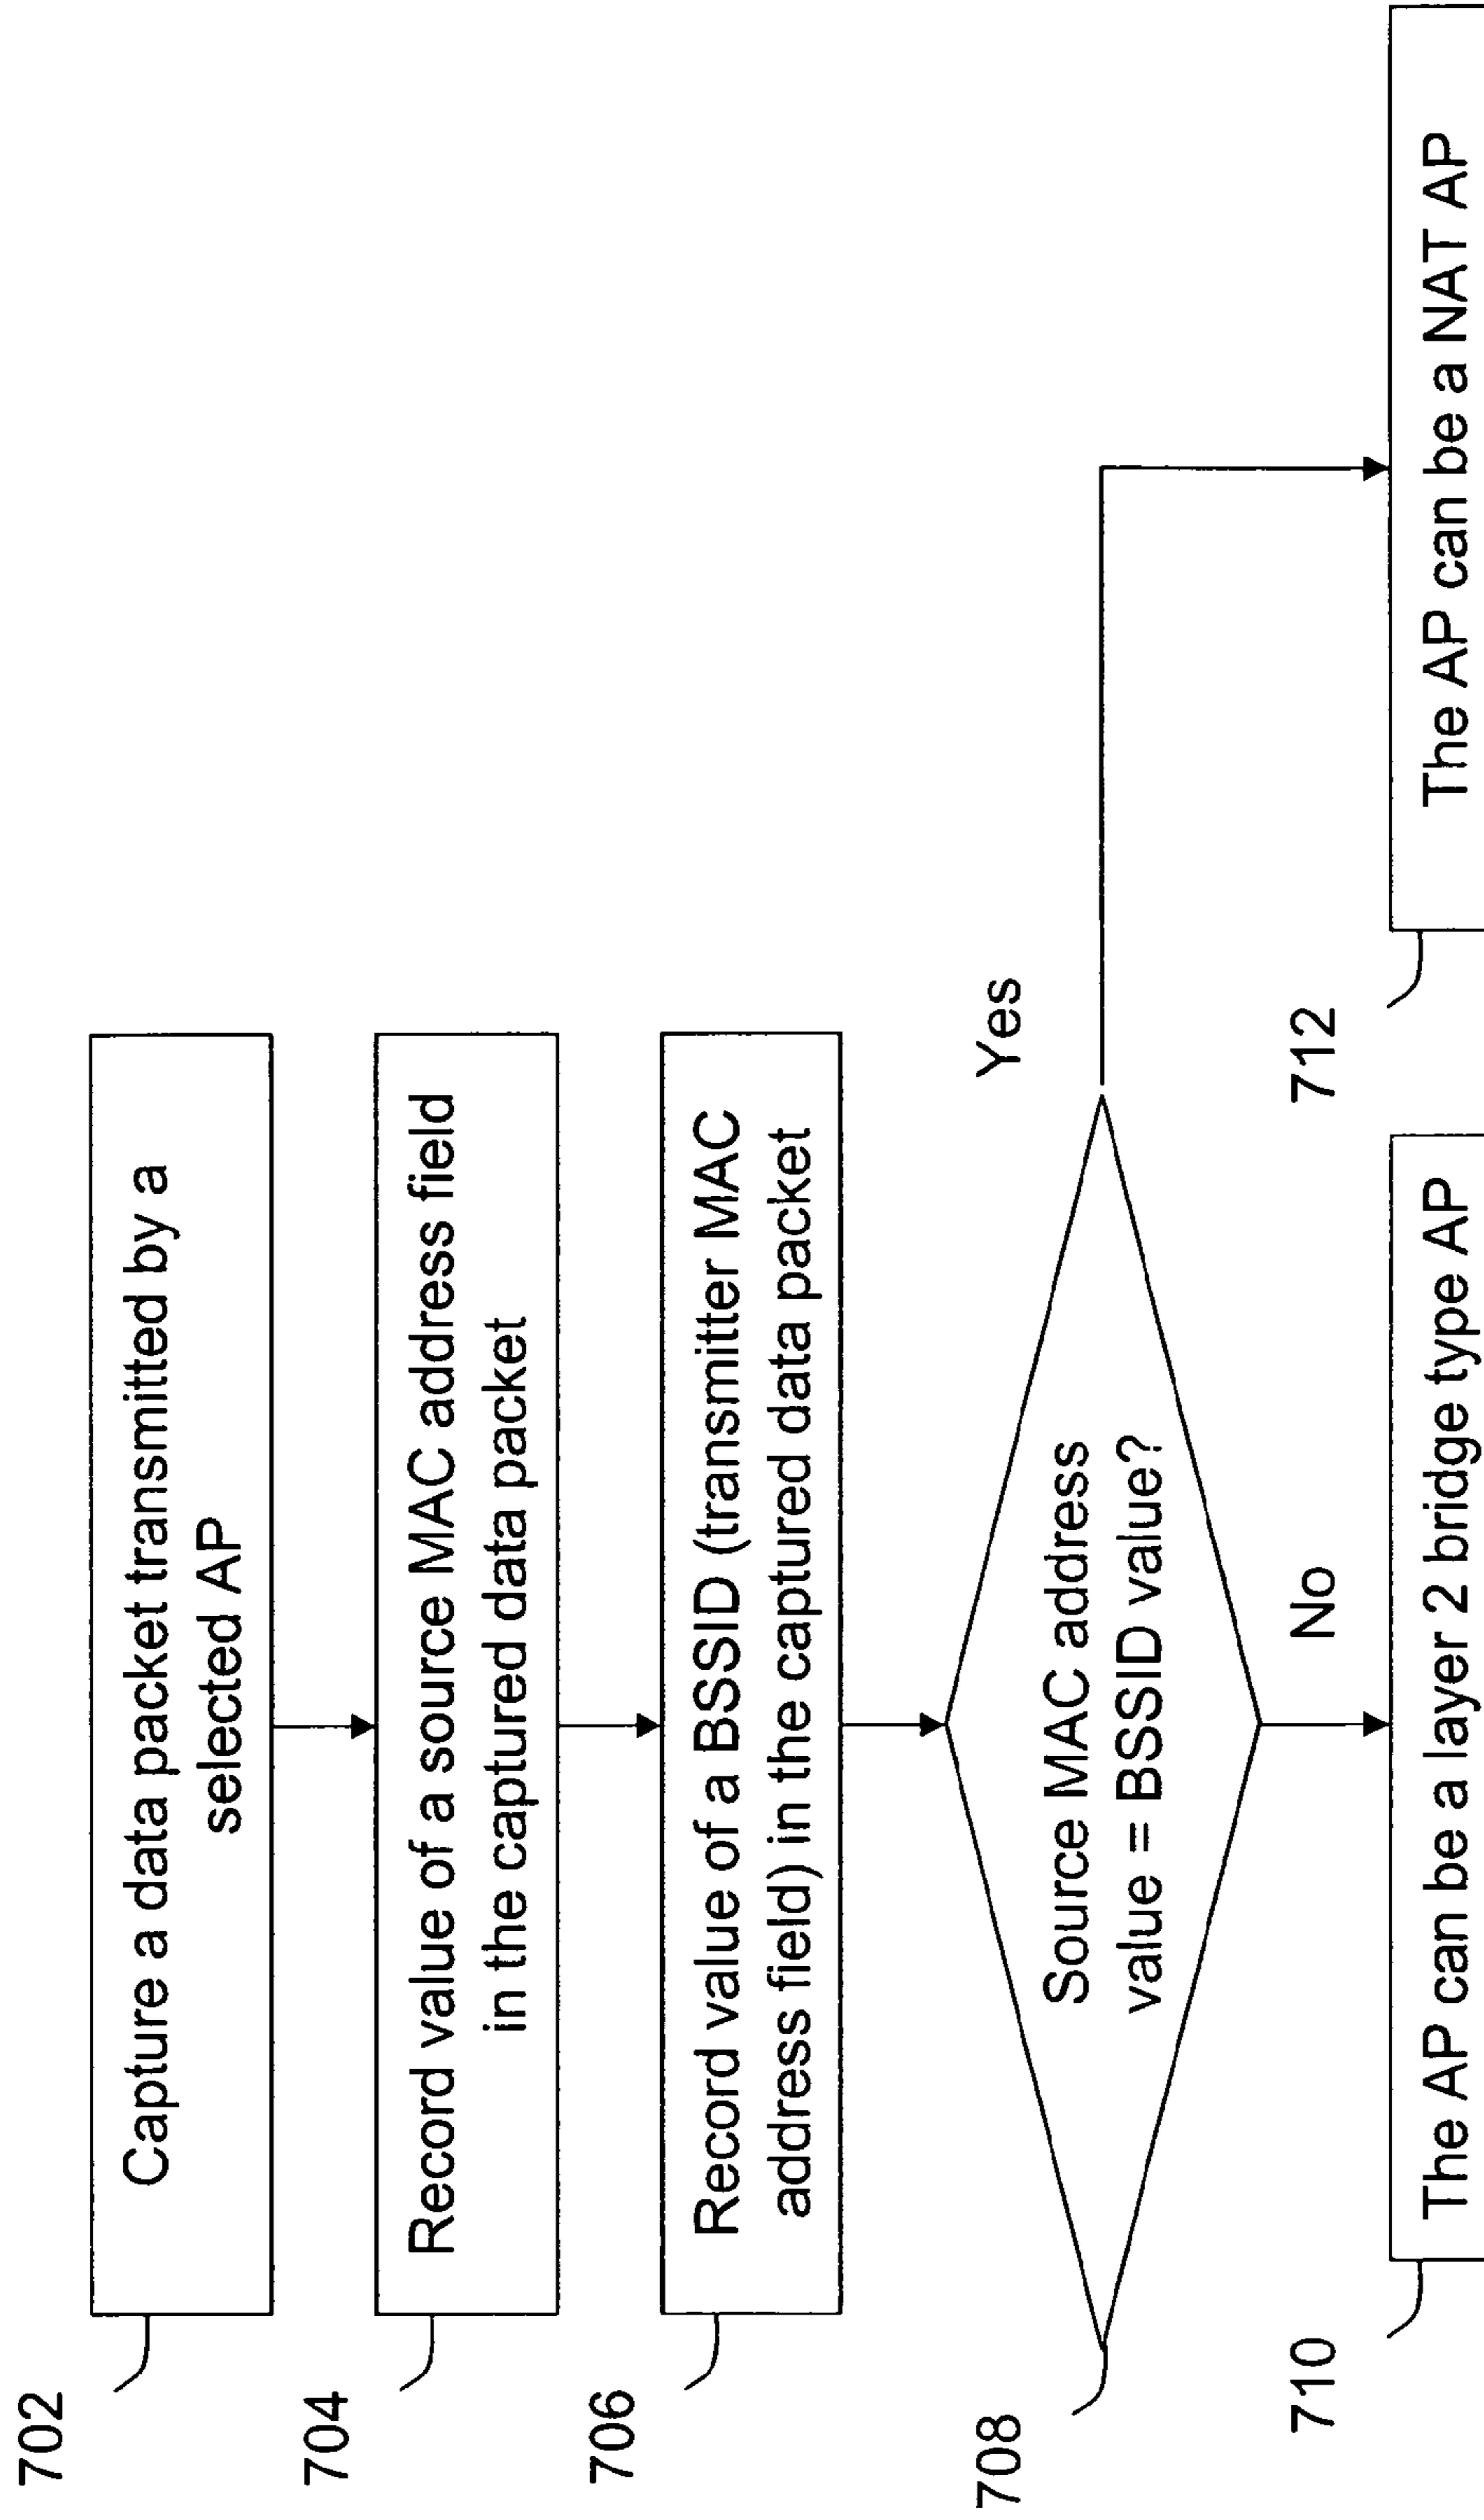 702
Capture a data packet transmitted by a
selected AP
704
Record value of a source MAC address field
in the captured data packet
706
Record value of a BSSID (transmitter MAC
address field) in the captured data packet
708
Source MAC address
value = BSSID value?
Yes
No
710
The AP can be a layer 2 bridge type AP
712
The AP can be a NAT AP